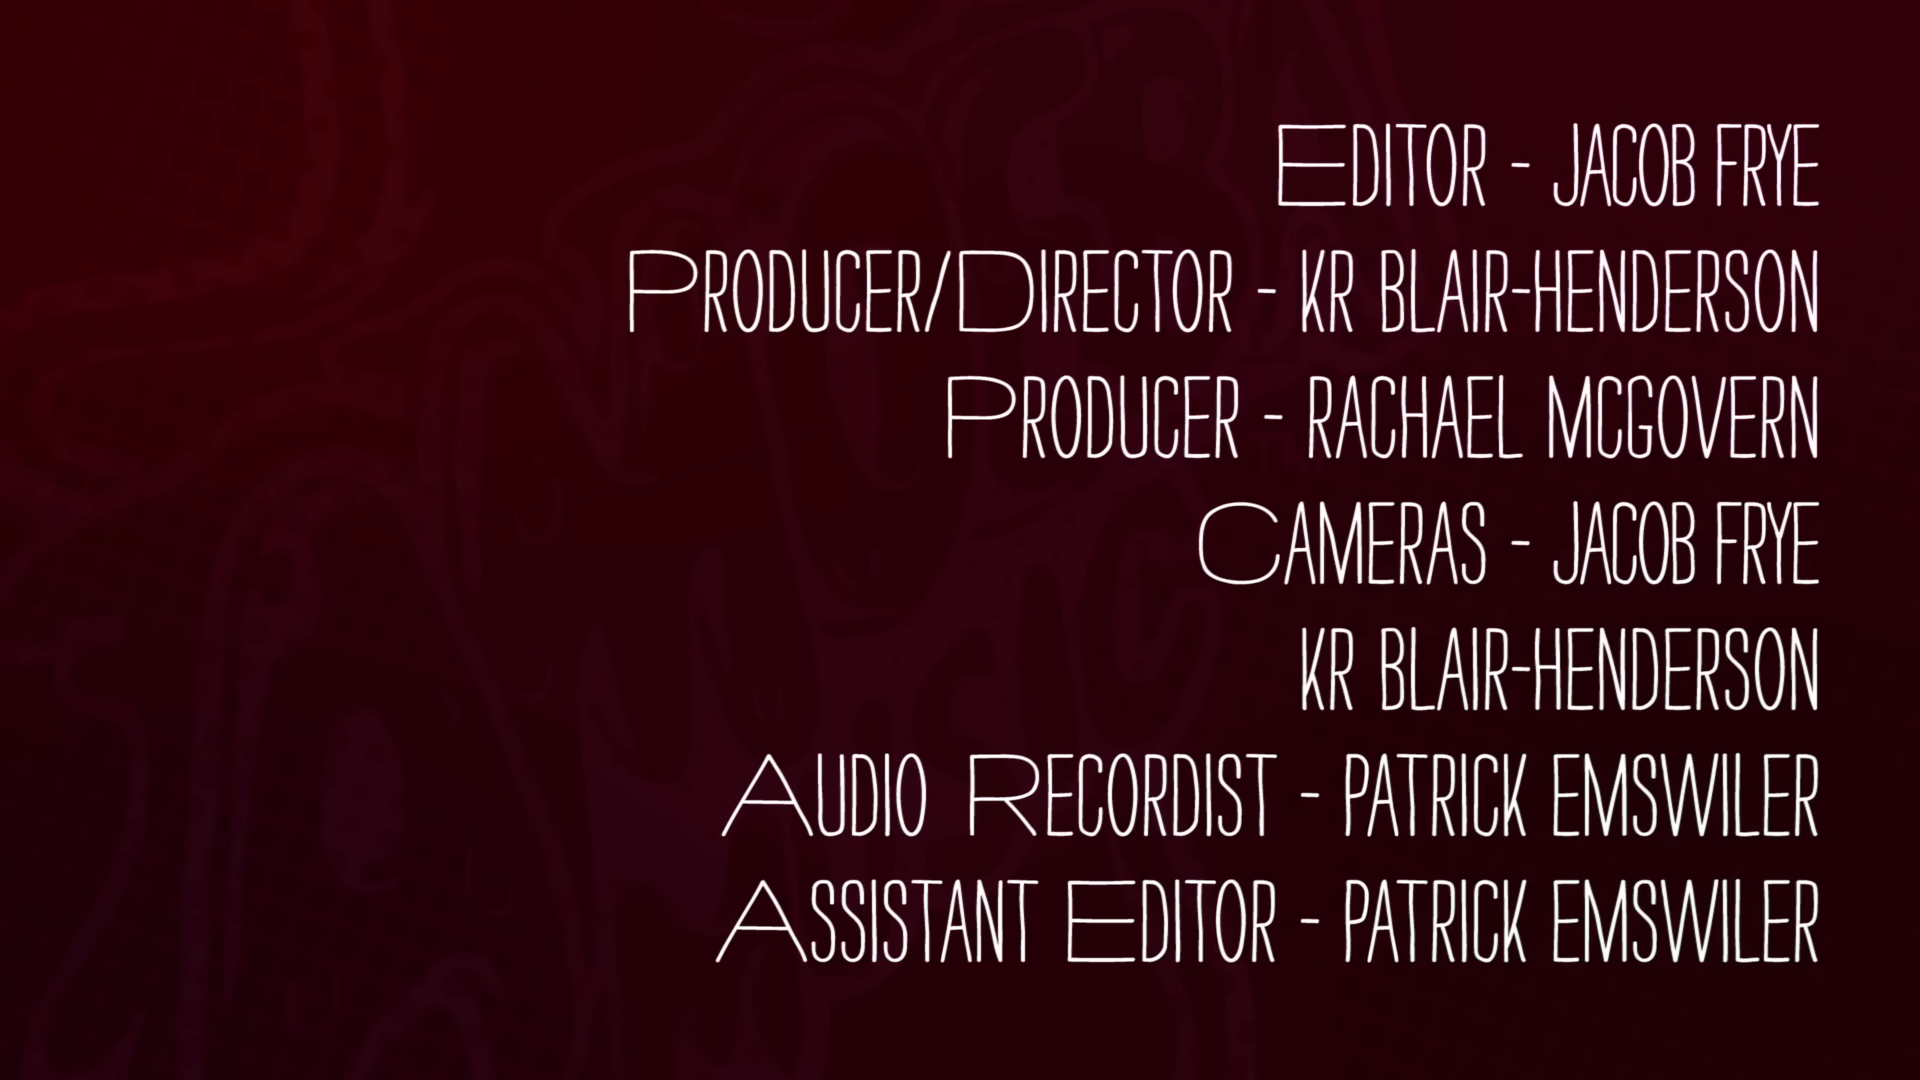 EDITOR - JACOB FRYE
PRODUCER/DIRECTOR - KR BLAIR-HENDERSON
PRODUCER - RACHAEL MCGOVERN
CAMERAS - JACOB FRYE
KR BLAIR-HENDERSON
AUDIO RECORDIST - PATRICK EMSWILER
ASSISTANT EDITOR - PATRICK EMSWILER